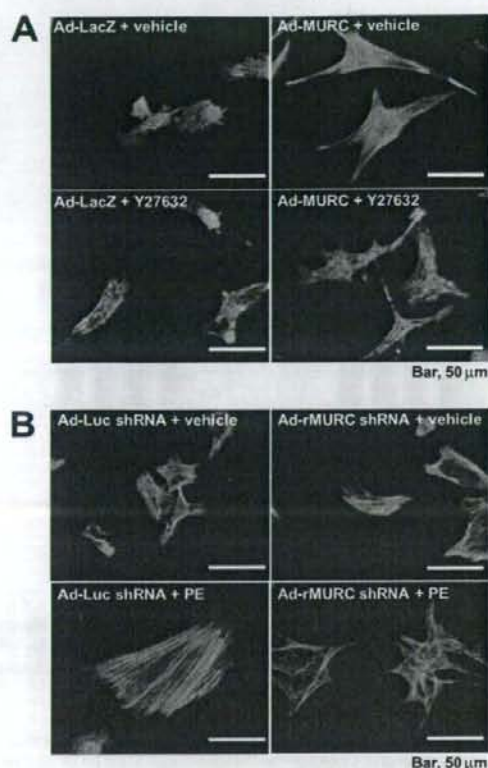 A
Ad-LacZ + vehicle
Ad-MURC + vehicle
Ad-LacZ + Y27632
Ad-MURC + Y27632
Bar, 50 μm
B
Ad-Luc shRNA + vehicle
Ad-rMURC shRNA + vehicle
Ad-Luc shRNA + PE
Ad-rMURC shRNA + PE
Bar, 50 μm